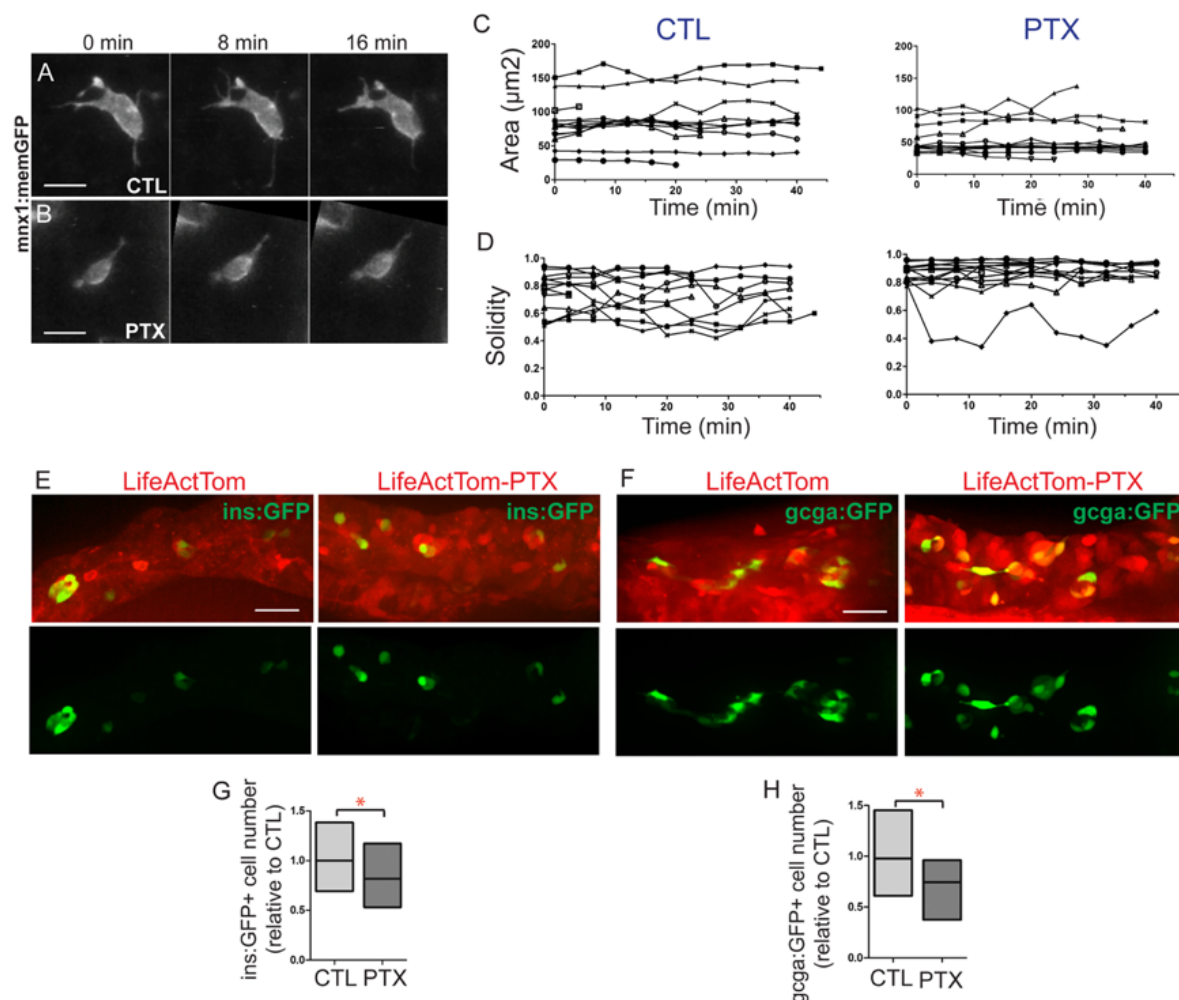 0 min 8 min 16 min
A
CTL
B
PTX
mnx1:memGFP
C CTL PTX
Area (µm2)
200
150
100
50
0
0 10 20 30 40
Time (min)
200
150
100
50
0
0 10 20 30 40
Time (min)
D
Solidity
1.0
0.8
0.6
0.4
0.2
0.0
0 10 20 30 40
Time (min)
1.0
0.8
0.6
0.4
0.2
0.0
0 10 20 30 40
Time (min)
E LifeActTom LifeActTom-PTX
ins:GFP ins:GFP
F LifeActTom LifeActTom-PTX
gcga:GFP gcga:GFP
G
ins:GFP+ cell number
(relative to CTL)
1.5
1.0
0.5
0.0
*
CTL PTX
H
gcga:GFP+ cell number
(relative to CTL)
1.5
1.0
0.5
0.0
*
CTL PTX